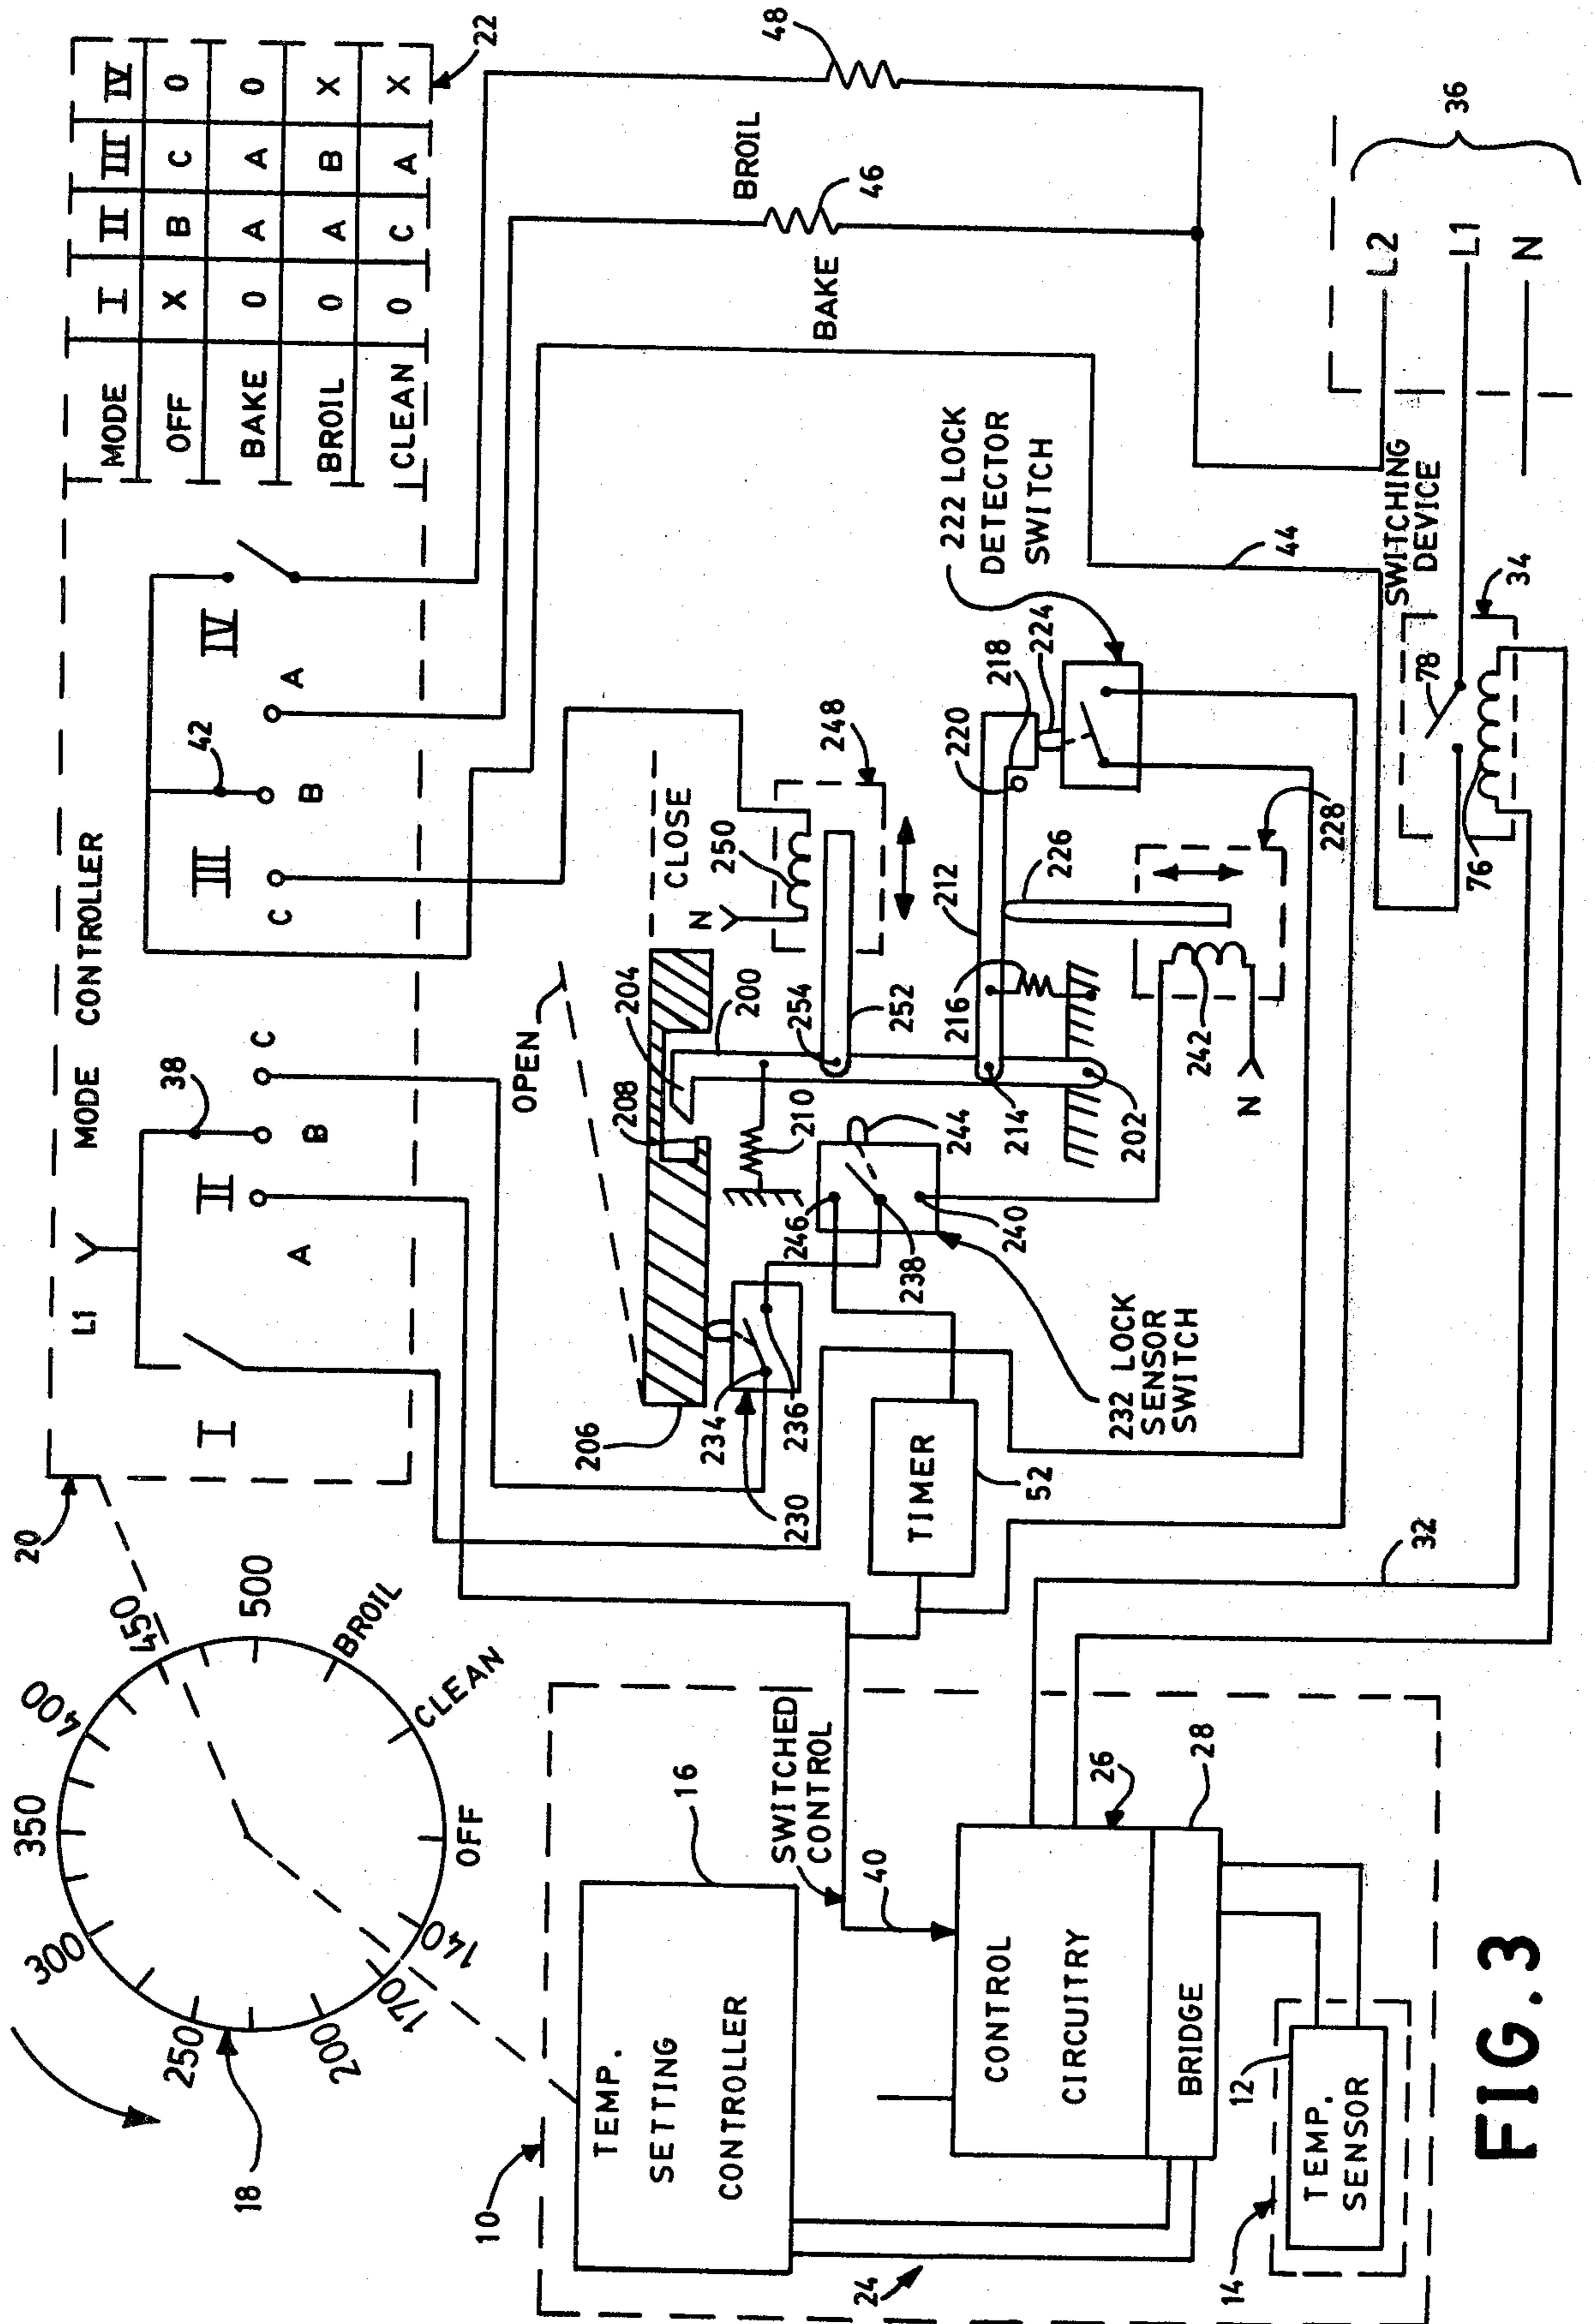 20
L1
MODE CONTROLLER
I
II
III
IV
38
42
A
B
C
C
B
A
MODE I II III IV
OFF X B C O
BAKE O A A O
BROIL O A B X
CLEAN O C A X
22
140
170
200
250
300
350
400
450
500
BROIL
CLEAN
OFF
18
OPEN
CLOSE
204
208
200
206
210
234
236
230
246
244
238
240
254
252
250
N
248
212
214
216
202
220
218
224
222 LOCK
DETECTOR
SWITCH
226
228
242
N
232 LOCK
SENSOR
SWITCH
TIMER
52
BAKE
46
BROIL
48
44
SWITCHING
DEVICE
34
78
76
L2
L1
N
36
32
10
16
TEMP.
SETTING
CONTROLLER
SWITCHED
CONTROL
40
26
28
CONTROL
CIRCUITRY
BRIDGE
24
12
14
TEMP.
SENSOR
FIG. 3